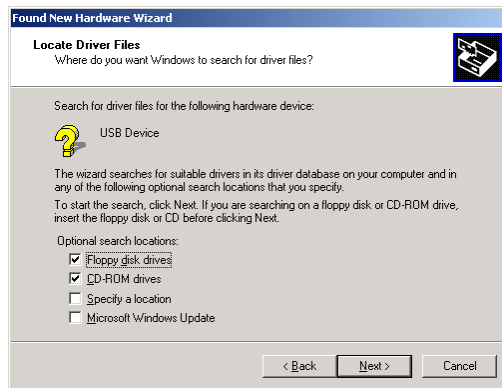 Found New Hardware Wizard
Locate Driver Files
Where do you want Windows to search for driver files?
Search for driver files for the following hardware device:
USB Device
The wizard searches for suitable drivers in its driver database on your computer and in
any of the following optional search locations that you specify.
To start the search, click Next. If you are searching on a floppy disk or CD-ROM drive,
insert the floppy disk or CD before clicking Next.
Optional search locations:
Floppy disk drives
CD-ROM drives
Specify a location
Microsoft Windows Update
< Back Next > Cancel